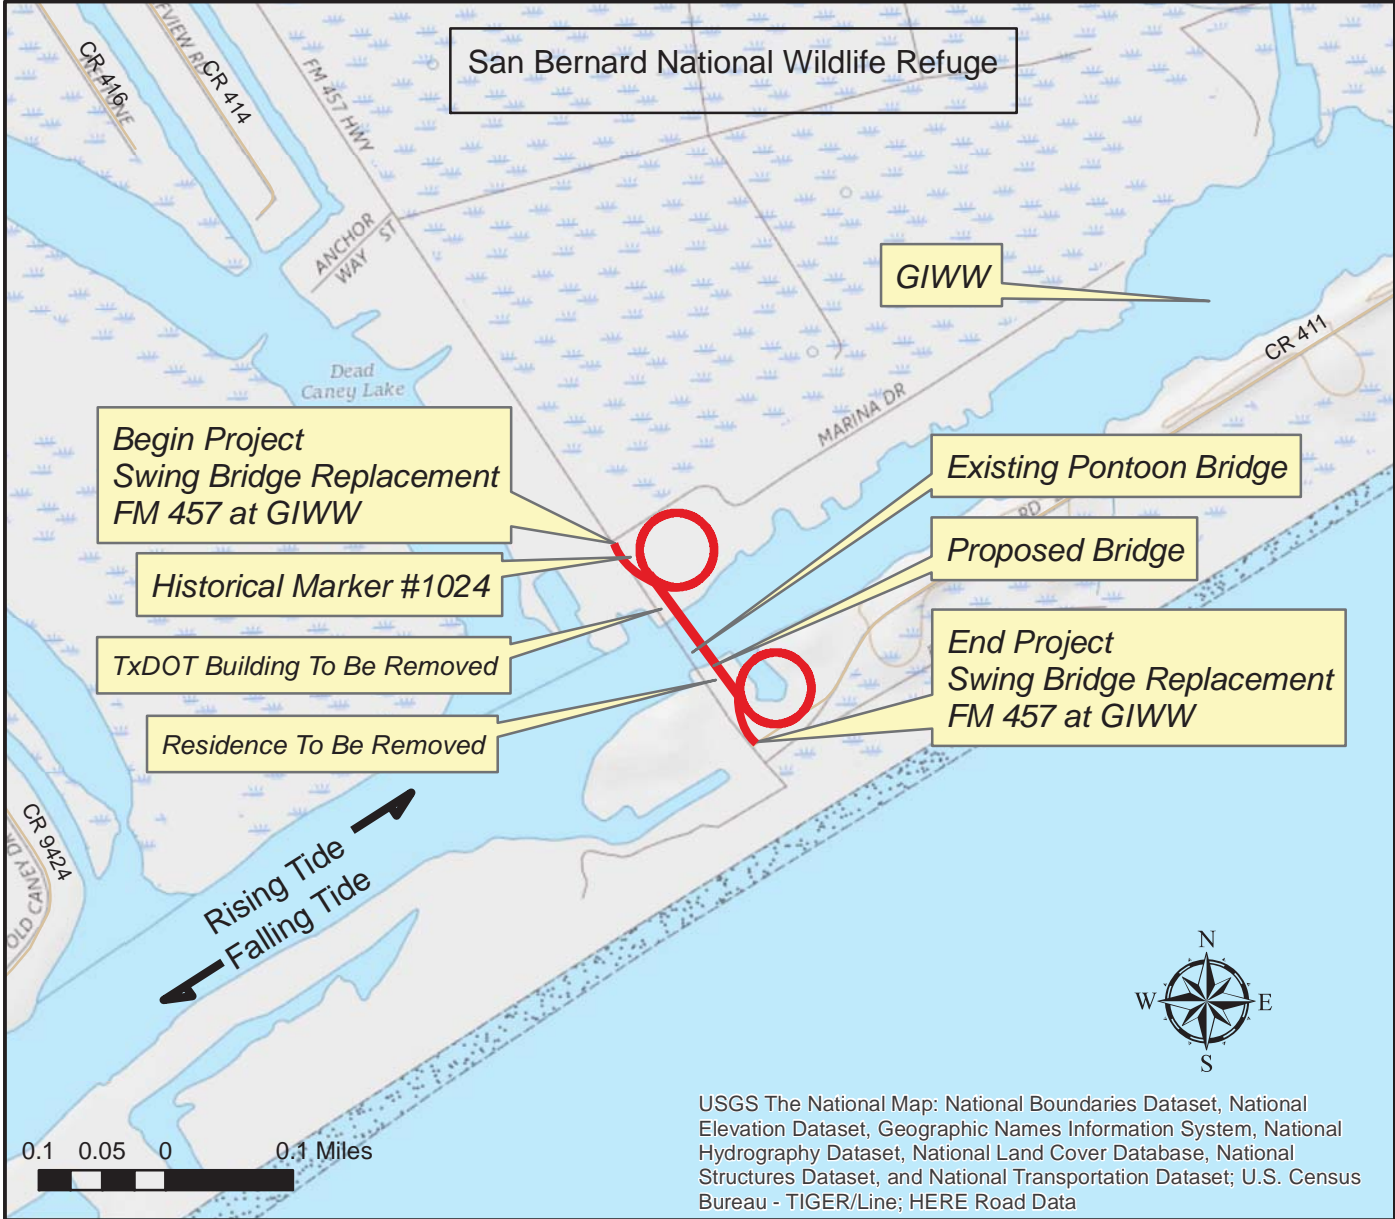 San Bernard National Wildlife Refuge
CR 416
CR 414
FM 457 HWY
ANCHOR
WAY ST
GIWW
CR 411
Dead
Caney Lake
MARINA DR
Begin Project
Swing Bridge Replacement
FM 457 at GIWW
Existing Pontoon Bridge
RD
Historical Marker #1024
Proposed Bridge
TxDOT Building To Be Removed
End Project
Swing Bridge Replacement
FM 457 at GIWW
Residence To Be Removed
CR 9424
OLD CANEY DR
Rising Tide
Falling Tide
N
W
E
S
0.1 0.05 0 0.1 Miles
USGS The National Map: National Boundaries Dataset, National
Elevation Dataset, Geographic Names Information System, National
Hydrography Dataset, National Land Cover Database, National
Structures Dataset, and National Transportation Dataset; U.S. Census
Bureau - TIGER/Line; HERE Road Data